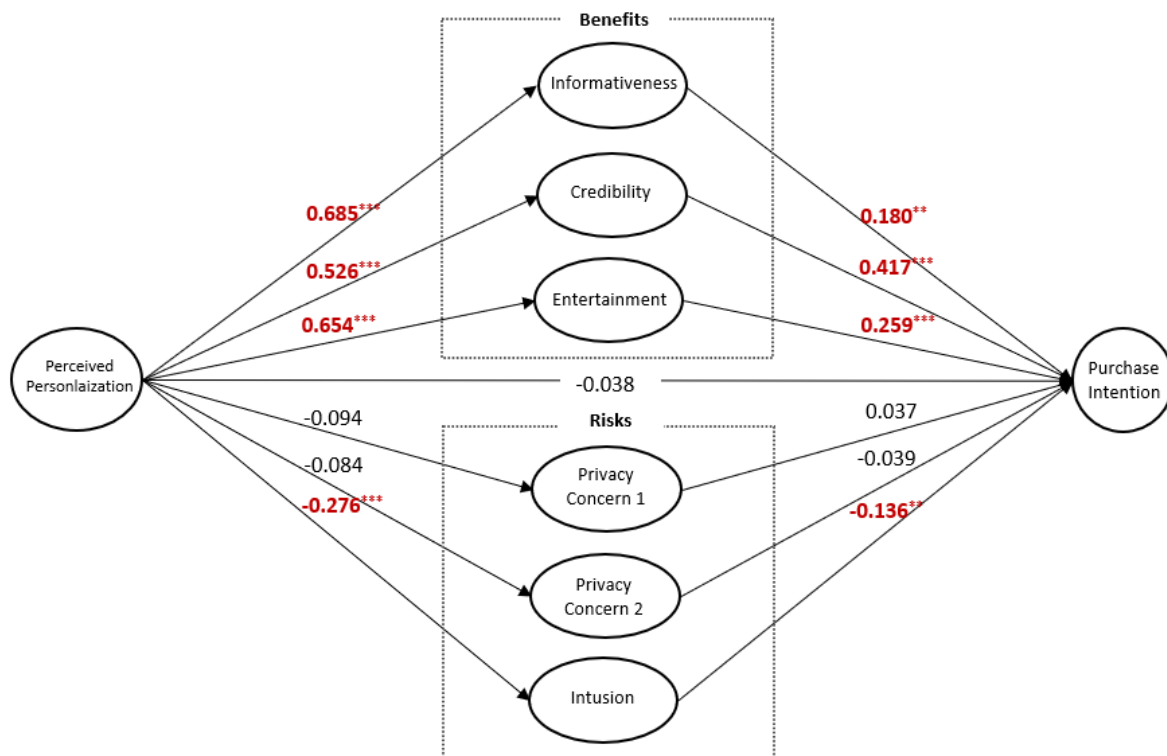 Benefits
Informativeness
Credibility
0.685***
0.180**
0.526***
0.417***
Entertainment
0.654***
0.259***
Perceived
Personlaization
-0.038
Purchase
Intention
-0.094
Risks
0.037
-0.084
-0.039
Privacy
Concern 1
-0.276***
-0.136**
Privacy
Concern 2
Intusion